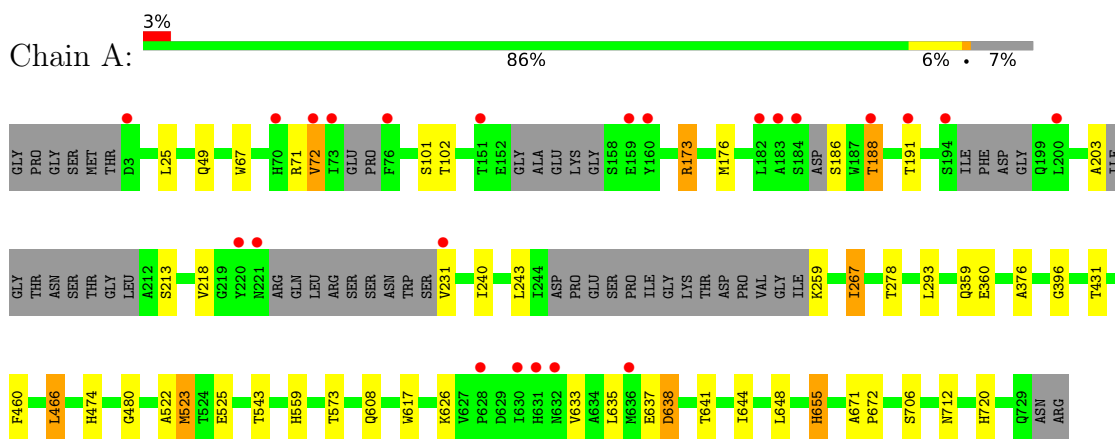 3%
Chain A:
86% 6% • 7%
GLY PRO GLY SER MET THR D3 L25 Q49 W67 H70 R71 V72 I73 GLU PRO F76 S101 T102 T151 E152 GLY ALA GLU LYS GLY S158 E159 Y160 R173 M176 L182 A183 S184 ASP S186 W187 T188 T191 S194 ILE PHE ASP GLY Q199 L200 A203 ILE
GLY THR ASN SER THR GLY LEU A212 S213 V218 G219 Y220 N221 ARG GLN LEU ARG SER SER ASN TRP SER V231 I240 L243 I244 ASP PRO GLU SER PRO ILE GLY LYS THR ASP PRO VAL GLY ILE K259 I267 T278 L293 Q359 E360 A376 G396 T431
F460 L466 H474 G480 A522 M523 T524 E525 T543 H559 T573 Q608 W617 K626 V627 P628 D629 I630 H631 N632 V633 A634 L635 M636 E637 D638 T641 I644 L648 H655 A671 P672 S706 N712 H720 Q729 ASN ARG